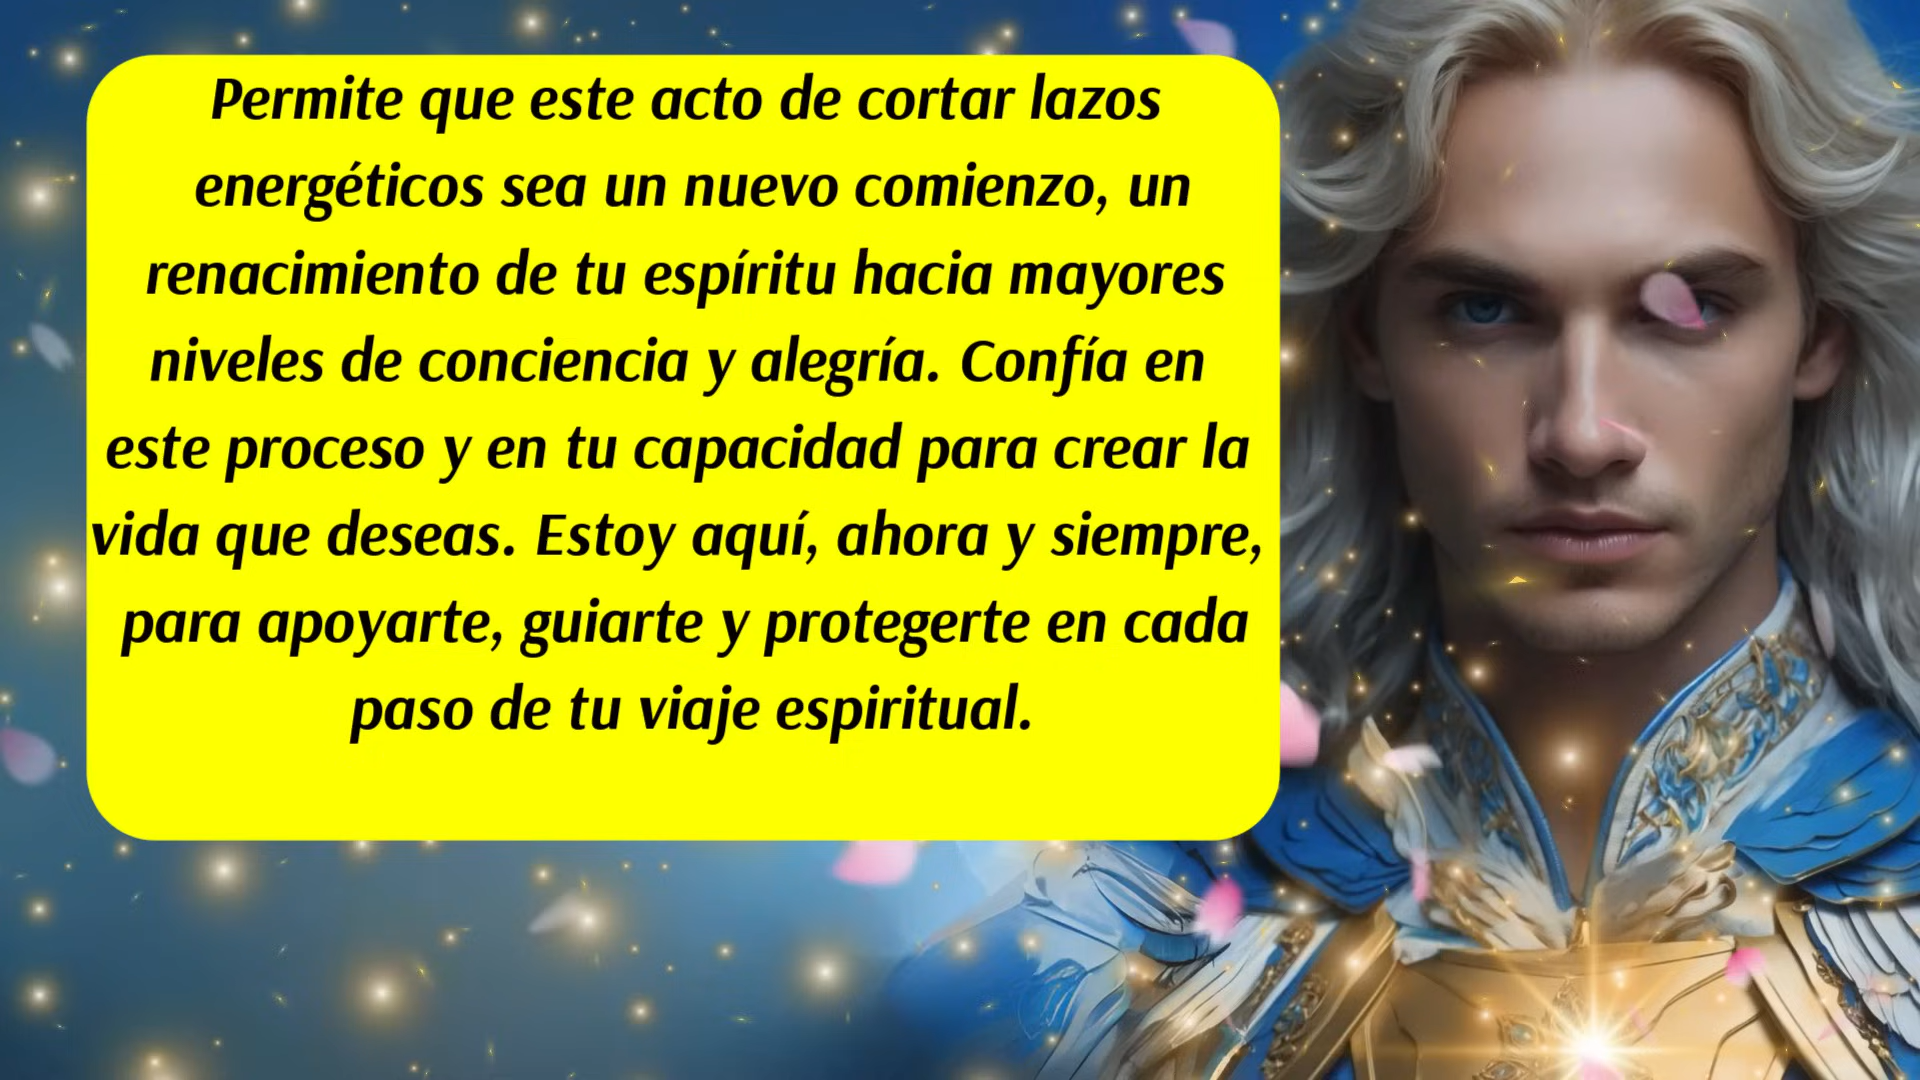 Permite que este acto de cortar lazos
energéticos sea un nuevo comienzo, un
renacimiento de tu espíritu hacia mayores
niveles de conciencia y alegría. Confía en
este proceso y en tu capacidad para crear la
vida que deseas. Estoy aquí, ahora y siempre,
para apoyarte, guiarte y protegerte en cada
paso de tu viaje espiritual.